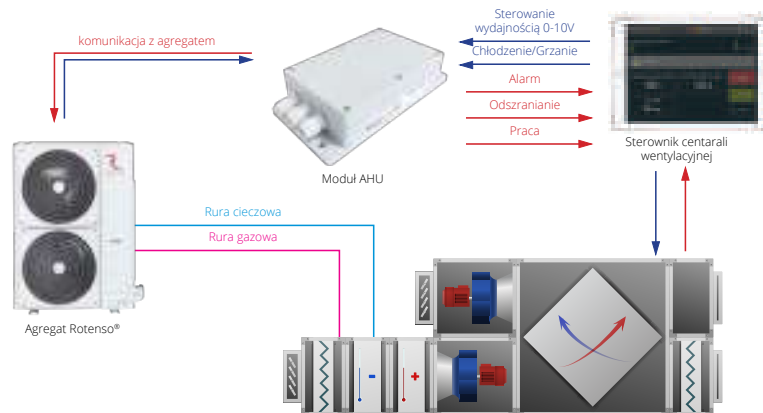 Sterowanie
wydajnością 0-10V
komunikacja z agregatem
Chłodzenie/Grzanie
Alarm
Odszranianie
Praca
Sterownik centarali
wentylacyjnej
Moduł AHU
Rura cieczowa
Rura gazowa
Agregat Rotenso®
- +